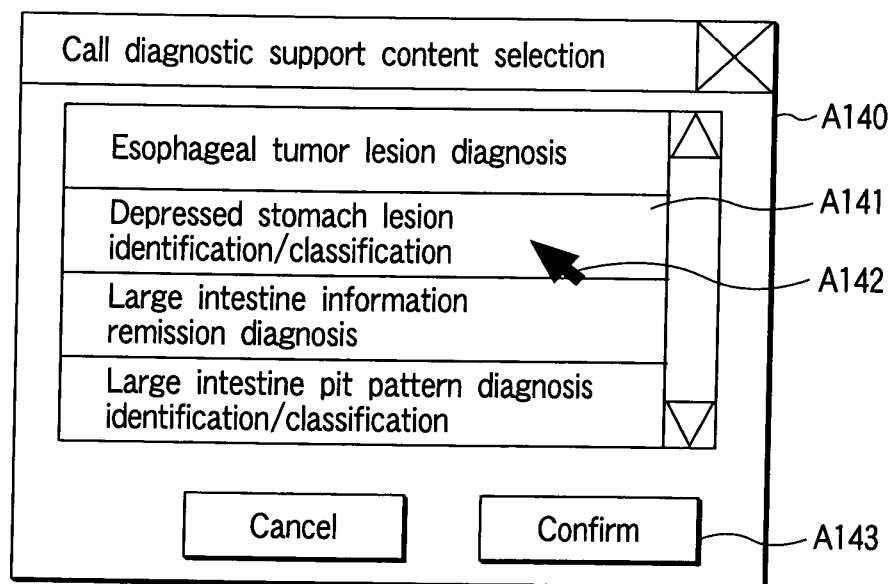 Call diagnostic support content selection
A140
Esophageal tumor lesion diagnosis
A141
Depressed stomach lesion
identification/classification
A142
Large intestine information
remission diagnosis
Large intestine pit pattern diagnosis
identification/classification
Cancel
Confirm
A143